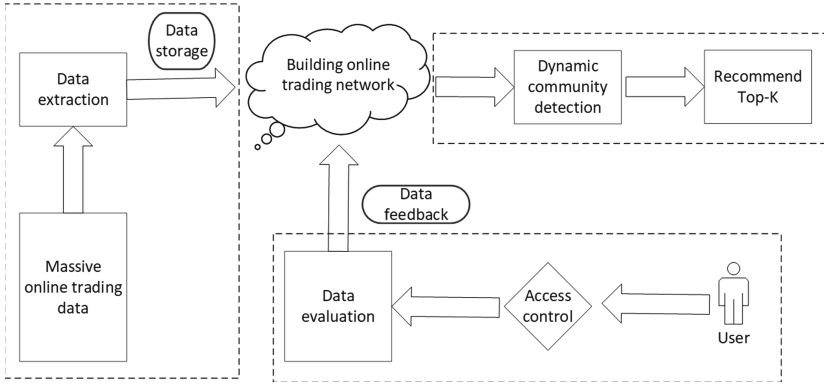 Data
storage
Data
extraction
Building online
trading network
Dynamic
community
detection
Recommend
Top-K
Massive
online trading
data
Data
feedback
Data
evaluation
Access
control
User